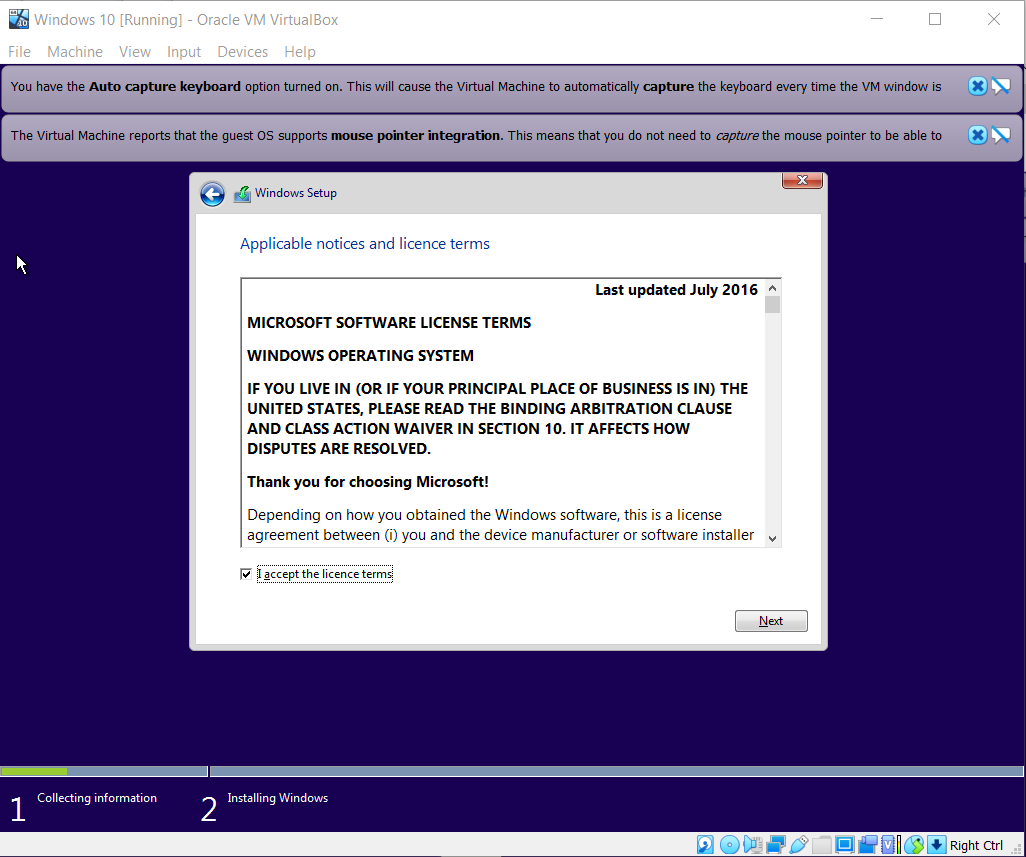 Windows 10 [Running] - Oracle VM VirtualBox
File Machine View Input Devices Help
You have the Auto capture keyboard option turned on. This will cause the Virtual Machine to automatically capture the keyboard every time the VM window is
The Virtual Machine reports that the guest OS supports mouse pointer integration. This means that you do not need to capture the mouse pointer to be able to
Windows Setup
Applicable notices and licence terms
Last updated July 2016
MICROSOFT SOFTWARE LICENSE TERMS
WINDOWS OPERATING SYSTEM
IF YOU LIVE IN (OR IF YOUR PRINCIPAL PLACE OF BUSINESS IS IN) THE
UNITED STATES, PLEASE READ THE BINDING ARBITRATION CLAUSE
AND CLASS ACTION WAIVER IN SECTION 10. IT AFFECTS HOW
DISPUTES ARE RESOLVED.
Thank you for choosing Microsoft!
Depending on how you obtained the Windows software, this is a license
agreement between (i) you and the device manufacturer or software installer
I accept the licence terms
Next
1 Collecting information 2 Installing Windows
Right Ctrl